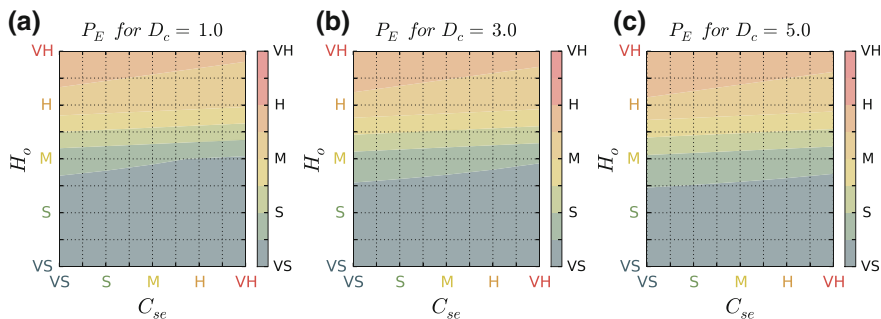 (a) P_E for D_c = 1.0
VH
H
M
S
VS
H_o
VS S M H VH
C_se
VH
H
M
S
VS
(b) P_E for D_c = 3.0
VH
H
M
S
VS
H_o
VS S M H VH
C_se
VH
H
M
S
VS
(c) P_E for D_c = 5.0
VH
H
M
S
VS
H_o
VS S M H VH
C_se
VH
H
M
S
VS